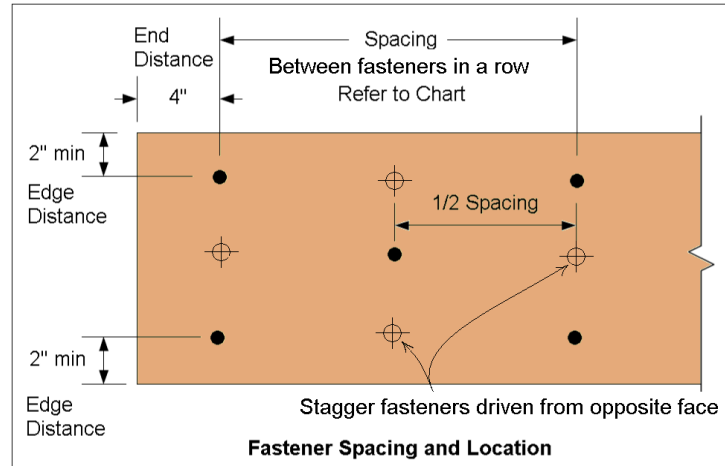 End
Distance
4"
Spacing
Between fasteners in a row
Refer to Chart
2" min
Edge
Distance
1/2 Spacing
2" min
Edge
Distance
Stagger fasteners driven from opposite face
Fastener Spacing and Location